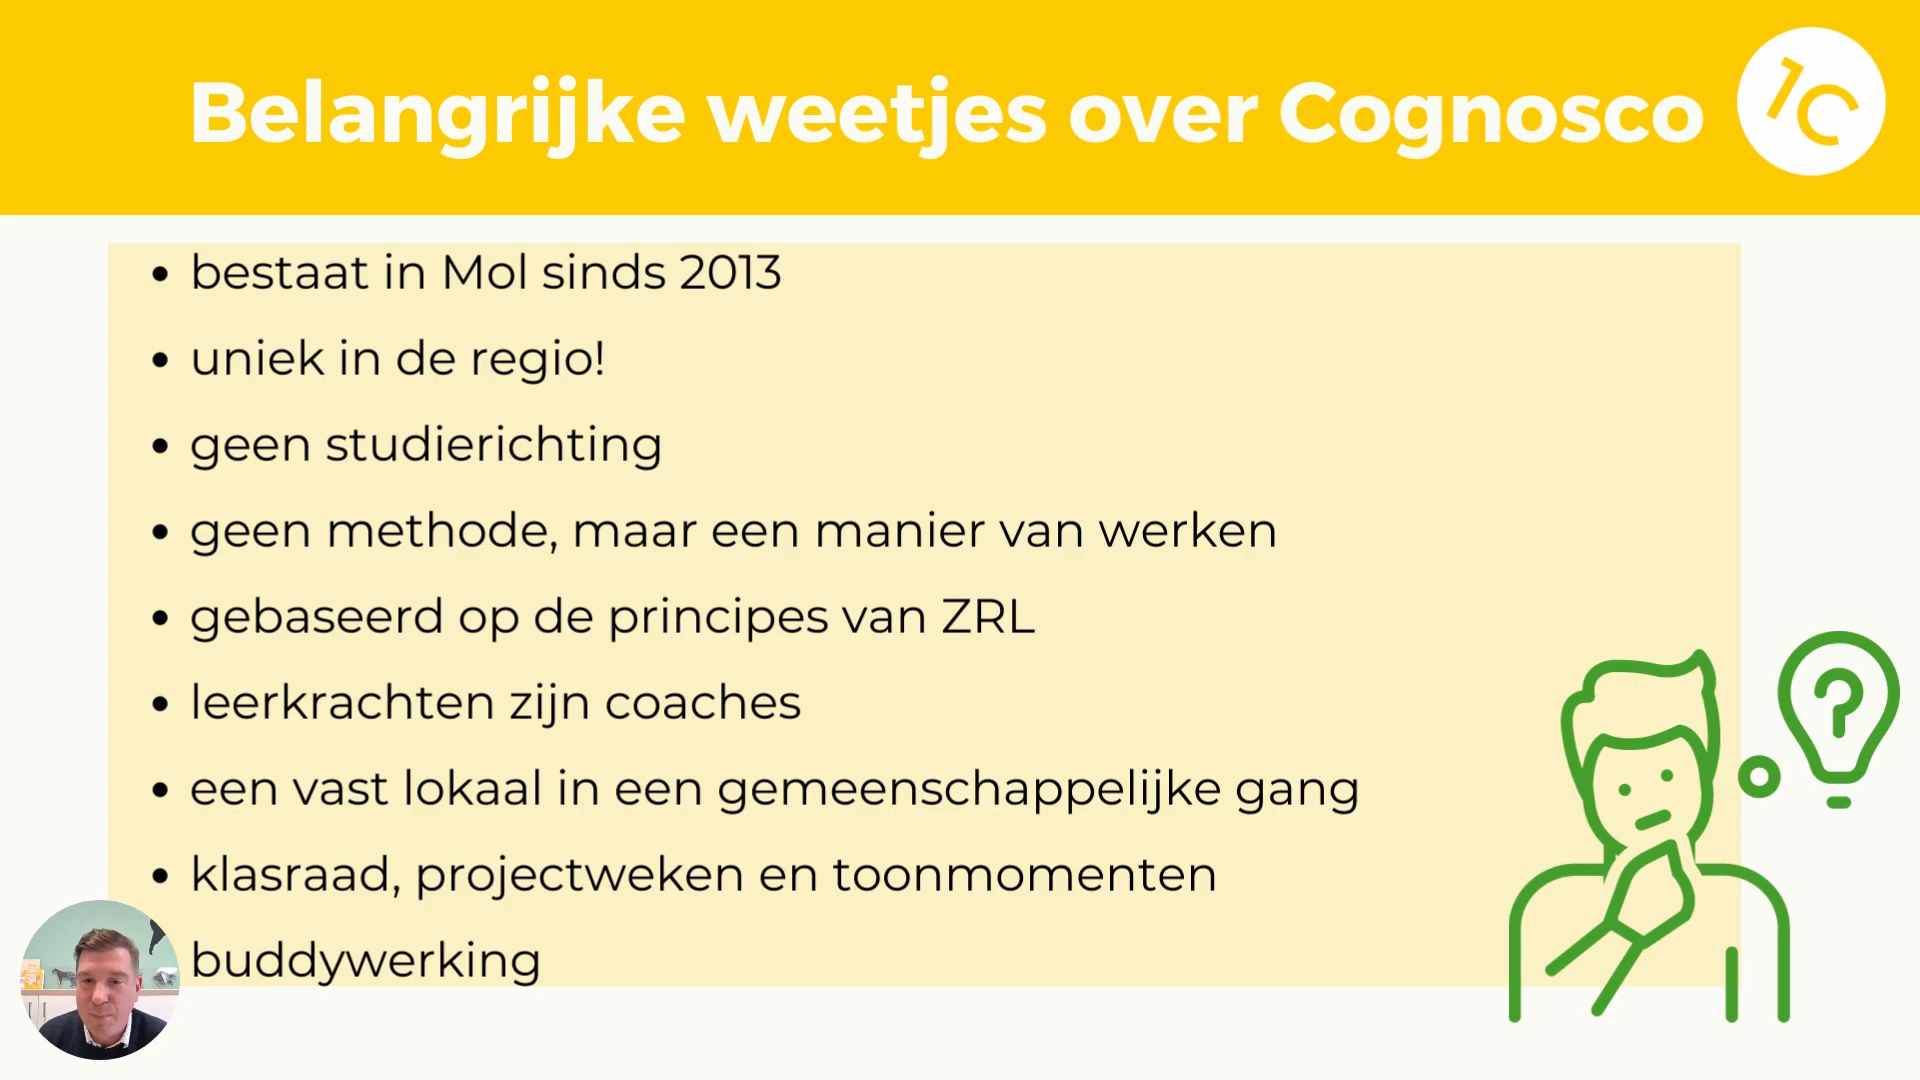 Belangrijke weetjes over Cognosco
1C
• bestaat in Mol sinds 2013
• uniek in de regio!
• geen studierichting
• geen methode, maar een manier van werken
• gebaseerd op de principes van ZRL
• leerkrachten zijn coaches
• een vast lokaal in een gemeenschappelijke gang
• klasraad, projectweken en toonmomenten
buddywerking
?